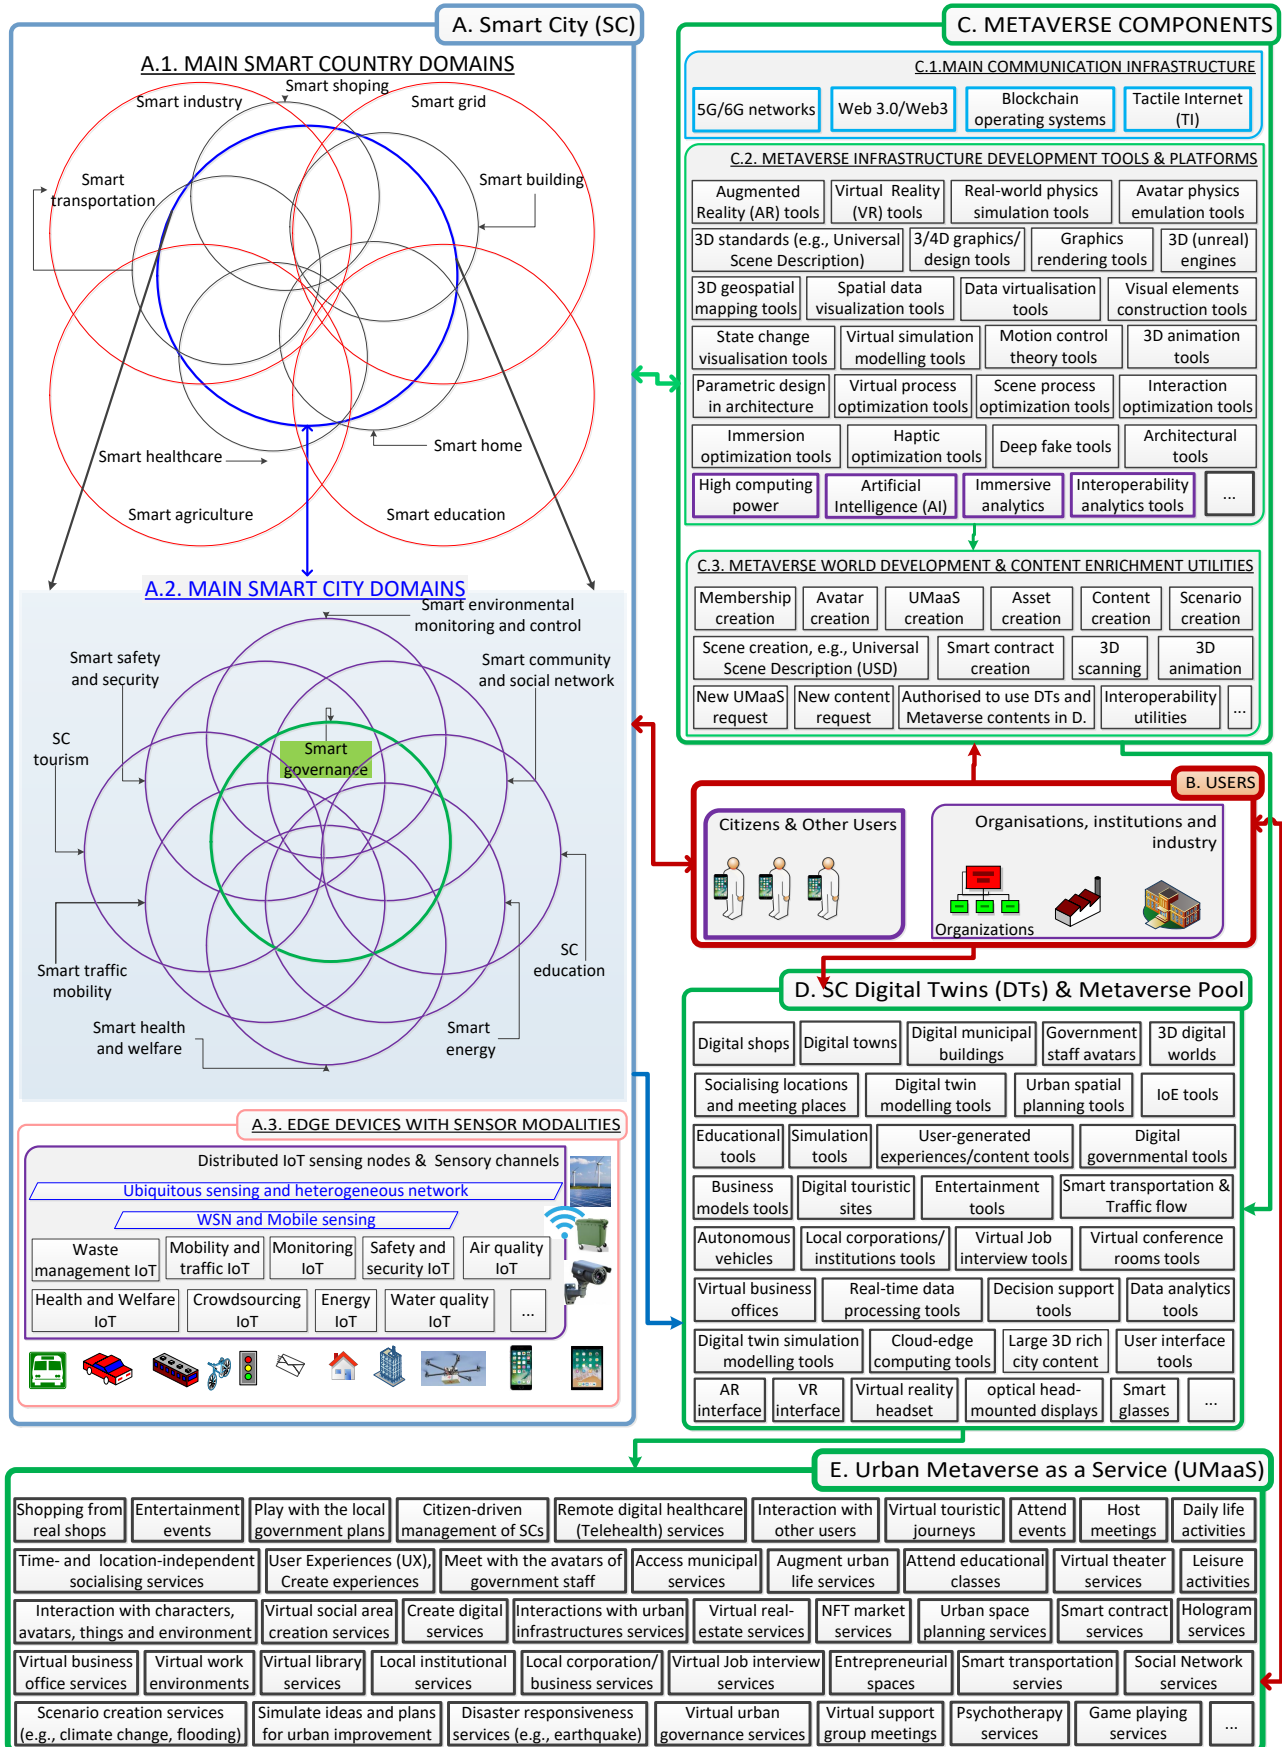 A. Smart City (SC)
A.1. MAIN SMART COUNTRY DOMAINS
Smart shoping
Smart industry
Smart grid
Smart
transportation
Smart building
Smart home
Smart healthcare
Smart agriculture
Smart education
A.2. MAIN SMART CITY DOMAINS
Smart environmental
monitoring and control
Smart safety
and security
Smart community
and social network
SC
tourism
Smart
governance
SC
education
Smart traffic
mobility
Smart health
and welfare
Smart
energy
A.3. EDGE DEVICES WITH SENSOR MODALITIES
Distributed IoT sensing nodes & Sensory channels
Ubiquitous sensing and heterogeneous network
WSN and Mobile sensing
Waste
management IoT
Mobility and
traffic IoT
Monitoring
IoT
Safety and
security IoT
Air quality
IoT
Health and Welfare
IoT
Crowdsourcing
IoT
Energy
IoT
Water quality
IoT
...
C. METAVERSE COMPONENTS
C.1.MAIN COMMUNICATION INFRASTRUCTURE
5G/6G networks
Web 3.0/Web3
Blockchain
operating systems
Tactile Internet
(TI)
C.2. METAVERSE INFRASTRUCTURE DEVELOPMENT TOOLS & PLATFORMS
Augmented
Reality (AR) tools
Virtual Reality
(VR) tools
Real-world physics
simulation tools
Avatar physics
emulation tools
3D standards (e.g., Universal
Scene Description)
3/4D graphics/
design tools
Graphics
rendering tools
3D (unreal)
engines
3D geospatial
mapping tools
Spatial data
visualization tools
Data virtualisation
tools
Visual elements
construction tools
State change
visualisation tools
Virtual simulation
modelling tools
Motion control
theory tools
3D animation
tools
Parametric design
in architecture
Virtual process
optimization tools
Scene process
optimization tools
Interaction
optimization tools
Immersion
optimization tools
Haptic
optimization tools
Deep fake tools
Architectural
tools
High computing
power
Artificial
Intelligence (AI)
Immersive
analytics
Interoperability
analytics tools
...
C.3. METAVERSE WORLD DEVELOPMENT & CONTENT ENRICHMENT UTILITIES
Membership
creation
Avatar
creation
UMaaS
creation
Asset
creation
Content
creation
Scenario
creation
Scene creation, e.g., Universal
Scene Description (USD)
Smart contract
creation
3D
scanning
3D
animation
New UMaaS
request
New content
request
Authorised to use DTs and
Metaverse contents in D.
Interoperability
utilities
...
B. USERS
Citizens & Other Users
Organisations, institutions and
industry
Organizations
D. SC Digital Twins (DTs) & Metaverse Pool
Digital shops
Digital towns
Digital municipal
buildings
Government
staff avatars
3D digital
worlds
Socialising locations
and meeting places
Digital twin
modelling tools
Urban spatial
planning tools
IoE tools
Educational
tools
Simulation
tools
User-generated
experiences/content tools
Digital
governmental tools
Business
models tools
Digital touristic
sites
Entertainment
tools
Smart transportation &
Traffic flow
Autonomous
vehicles
Local corporations/
institutions tools
Virtual Job
interview tools
Virtual conference
rooms tools
Virtual business
offices
Real-time data
processing tools
Decision support
tools
Data analytics
tools
Digital twin simulation
modelling tools
Cloud-edge
computing tools
Large 3D rich
city content
User interface
tools
AR
interface
VR
interface
Virtual reality
headset
optical head-
mounted displays
Smart
glasses
...
E. Urban Metaverse as a Service (UMaaS)
Shopping from
real shops
Entertainment
events
Play with the local
government plans
Citizen-driven
management of SCs
Remote digital healthcare
(Telehealth) services
Interaction with
other users
Virtual touristic
journeys
Attend
events
Host
meetings
Daily life
activities
Time- and location-independent
socialising services
User Experiences (UX),
Create experiences
Meet with the avatars of
government staff
Access municipal
services
Augment urban
life services
Attend educational
classes
Virtual theater
services
Leisure
activities
Interaction with characters,
avatars, things and environment
Virtual social area
creation services
Create digital
services
Interactions with urban
infrastructures services
Virtual real-
estate services
NFT market
services
Urban space
planning services
Smart contract
services
Hologram
services
Virtual business
office services
Virtual work
environments
Virtual library
services
Local institutional
services
Local corporation/
business services
Virtual Job interview
services
Entrepreneurial
spaces
Smart transportation
servies
Social Network
services
Scenario creation services
(e.g., climate change, flooding)
Simulate ideas and plans
for urban improvement
Disaster responsiveness
services (e.g., earthquake)
Virtual urban
governance services
Virtual support
group meetings
Psychotherapy
services
Game playing
services
...